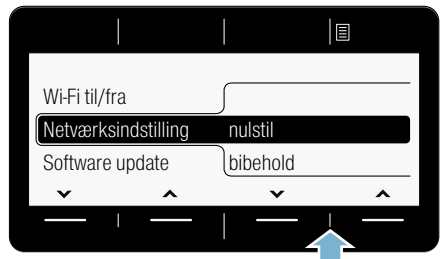 Wi-Fi til/fra
Netværksindstilling nulstil
Software update bibehold